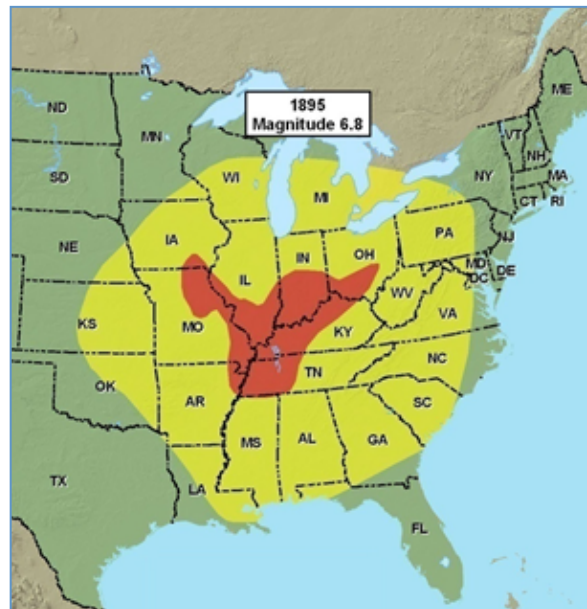 1895
Magnitude 6.8
ND
MN
ME
VT
NH
SD
WI
MI
NY
MA
CT
RI
IA
PA
NE
NJ
IL
IN
OH
MD
DE
DC
WV
KS
MO
KY
VA
OK
TN
NC
AR
SC
MS
AL
GA
TX
LA
FL